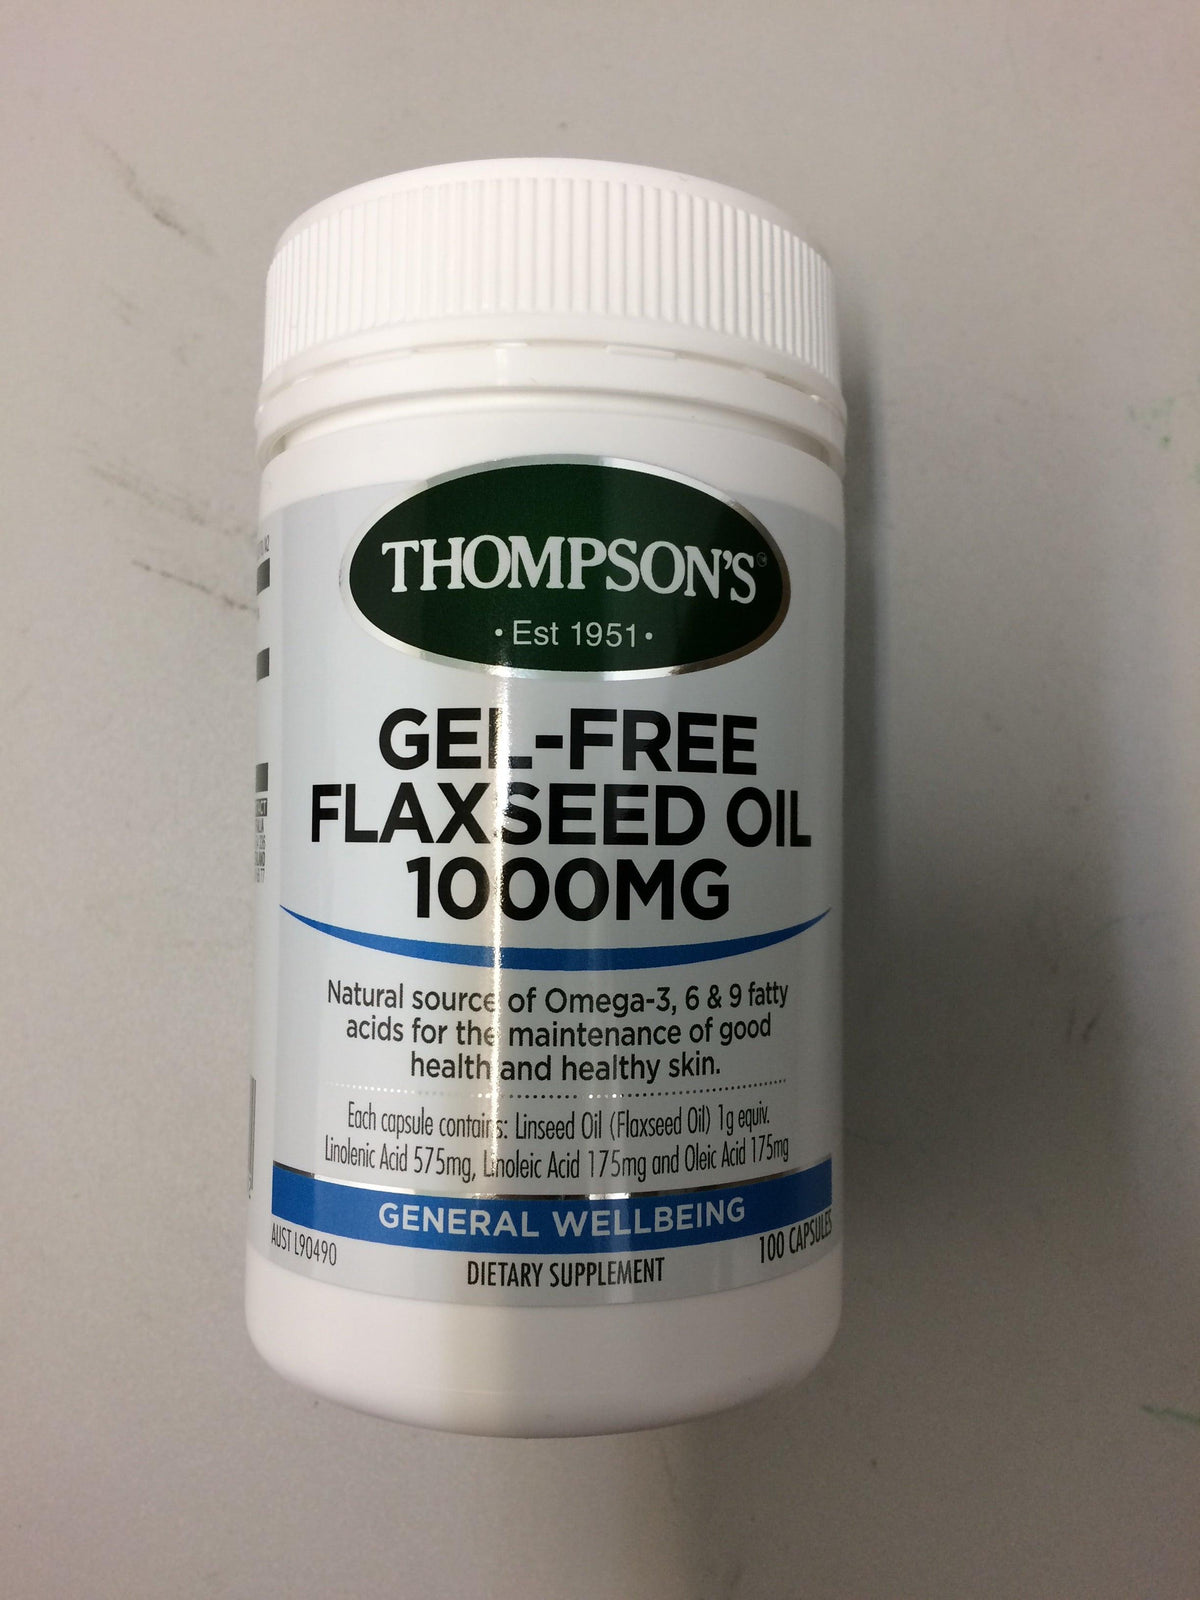 THOMPSON'S™
• Est 1951 •
GEL-FREE
FLAXSEED OIL
1000MG
Natural source of Omega-3, 6 & 9 fatty
acids for the maintenance of good
health and healthy skin.
Each capsule contains: Linseed Oil (Flaxseed Oil) 1g equiv.
Linolenic Acid 575mg, Linoleic Acid 175mg and Oleic Acid 175mg
GENERAL WELLBEING
AUST L90490
DIETARY SUPPLEMENT
100 CAPSULES